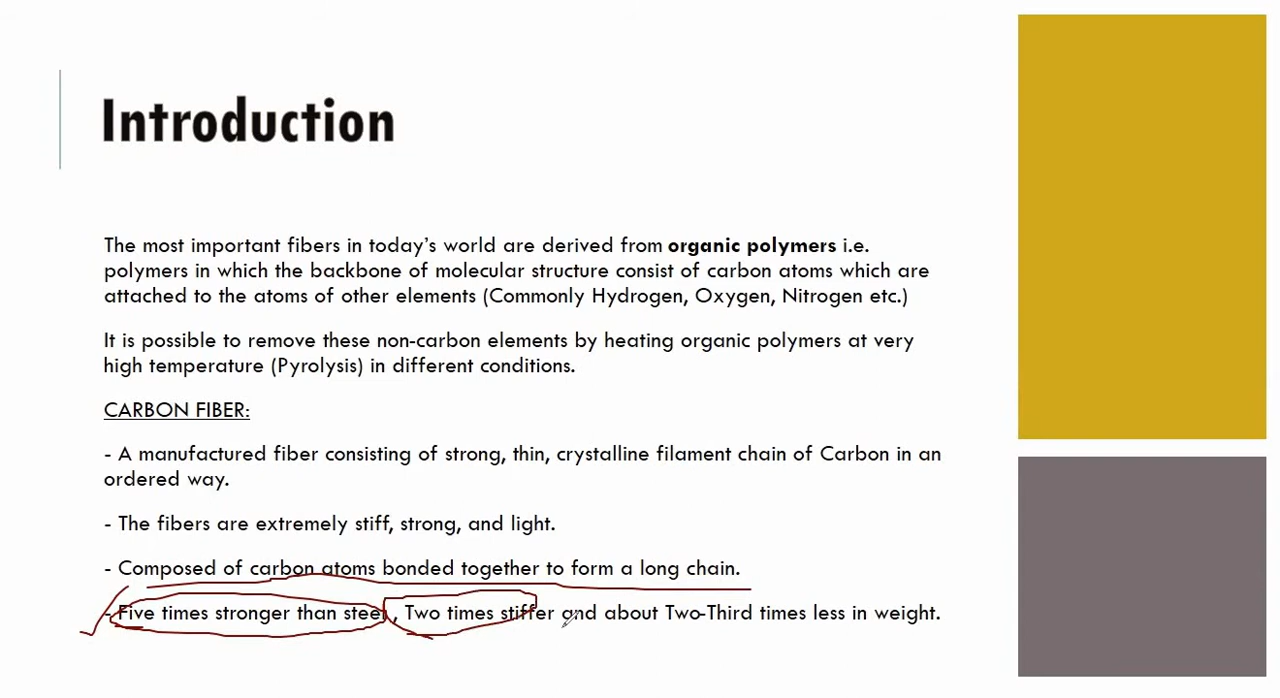 Introduction
The most important fibers in today's world are derived from organic polymers i.e.
polymers in which the backbone of molecular structure consist of carbon atoms which are
attached to the atoms of other elements (Commonly Hydrogen, Oxygen, Nitrogen etc.)
It is possible to remove these non-carbon elements by heating organic polymers at very
high temperature (Pyrolysis) in different conditions.
CARBON FIBER:
- A manufactured fiber consisting of strong, thin, crystalline filament chain of Carbon in an
ordered way.
- The fibers are extremely stiff, strong, and light.
- Composed of carbon atoms bonded together to form a long chain.
- Five times stronger than steel , Two times stiffer and about Two-Third times less in weight.